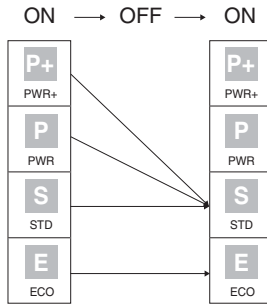 ON → OFF → ON
P+ P+
PWR+ PWR+
P P
PWR PWR
S S
STD STD
E E
ECO ECO